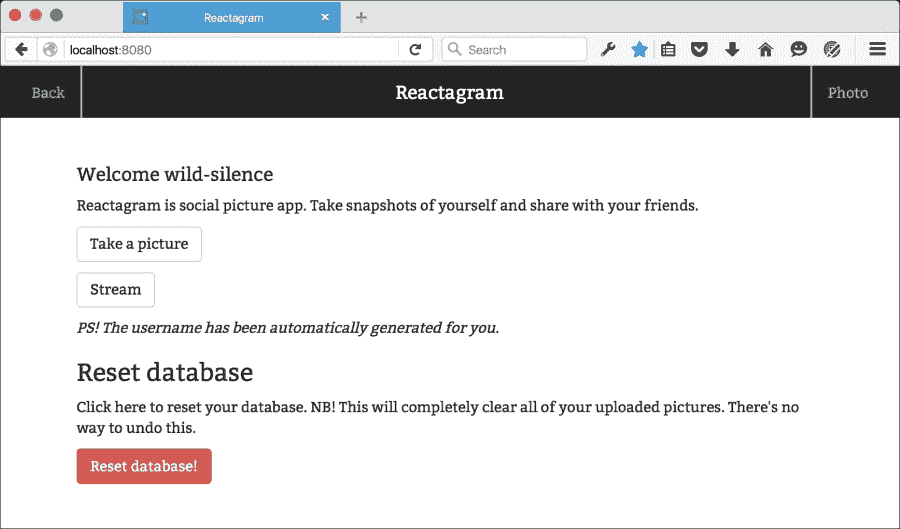 Reactagram
localhost:8080
Search
Back
Reactagram
Photo
Welcome wild-silence
Reactagram is social picture app. Take snapshots of yourself and share with your friends.
Take a picture
Stream
PS! The username has been automatically generated for you.
Reset database
Click here to reset your database. NB! This will completely clear all of your uploaded pictures. There's no
way to undo this.
Reset database!